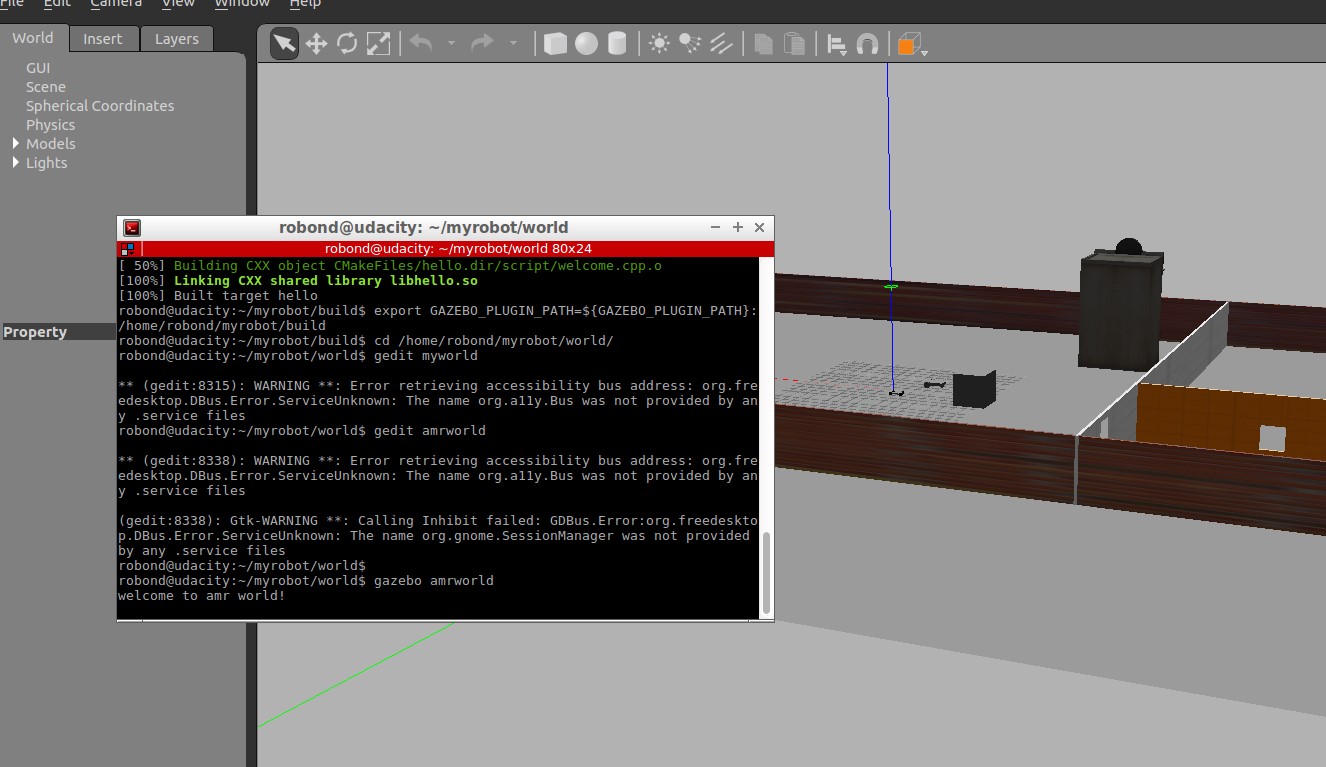 File Edit Camera View Window Help
World Insert Layers
GUI
Scene
Spherical Coordinates
Physics
Models
Lights
Property
robond@udacity: ~/myrobot/world
robond@udacity: ~/myrobot/world 80x24
[ 50%] Building CXX object CMakeFiles/hello.dir/script/welcome.cpp.o
[100%] Linking CXX shared library libhello.so
[100%] Built target hello
robond@udacity:~/myrobot/build$ export GAZEBO_PLUGIN_PATH=${GAZEBO_PLUGIN_PATH}:
/home/robond/myrobot/build
robond@udacity:~/myrobot/build$ cd /home/robond/myrobot/world/
robond@udacity:~/myrobot/world$ gedit myworld
** (gedit:8315): WARNING **: Error retrieving accessibility bus address: org.fre
edesktop.DBus.Error.ServiceUnknown: The name org.a11y.Bus was not provided by an
y .service files
robond@udacity:~/myrobot/world$ gedit amrworld
** (gedit:8338): WARNING **: Error retrieving accessibility bus address: org.fre
edesktop.DBus.Error.ServiceUnknown: The name org.a11y.Bus was not provided by an
y .service files
(gedit:8338): Gtk-WARNING **: Calling Inhibit failed: GDBus.Error:org.freedeskto
p.DBus.Error.ServiceUnknown: The name org.gnome.SessionManager was not provided
by any .service files
robond@udacity:~/myrobot/world$
robond@udacity:~/myrobot/world$ gazebo amrworld
welcome to amr world!